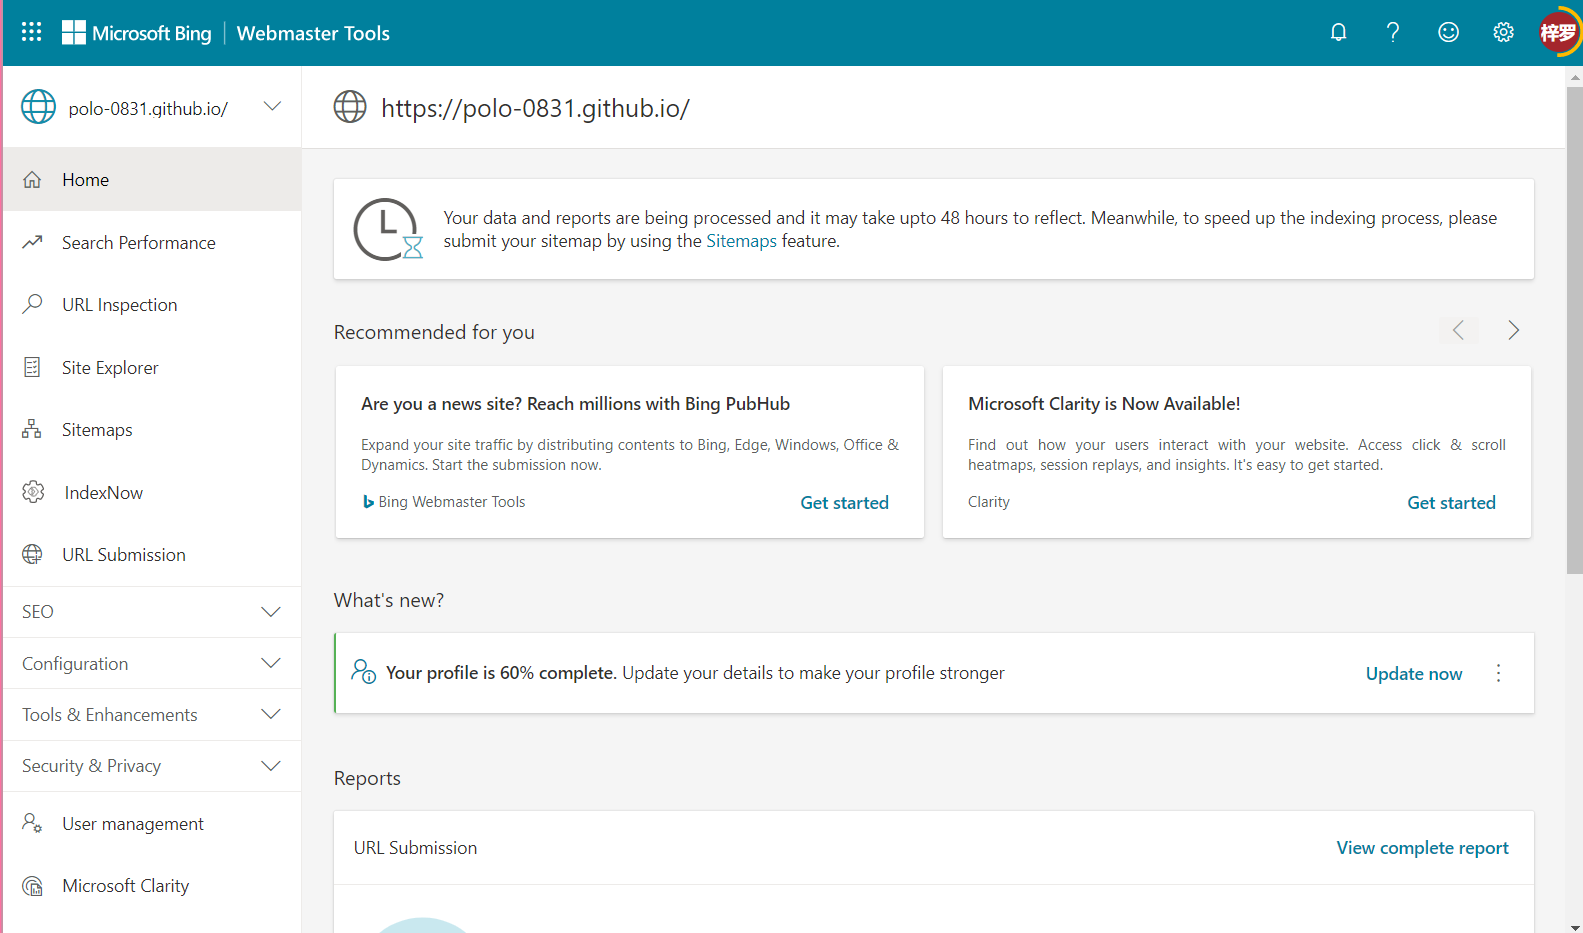 Microsoft Bing
Webmaster Tools
梓罗
polo-0831.github.io/
Home
Search Performance
URL Inspection
Site Explorer
Sitemaps
IndexNow
URL Submission
SEO
Configuration
Tools & Enhancements
Security & Privacy
User management
Microsoft Clarity
https://polo-0831.github.io/
Your data and reports are being processed and it may take upto 48 hours to reflect. Meanwhile, to speed up the indexing process, please
submit your sitemap by using the Sitemaps feature.
Recommended for you
Are you a news site? Reach millions with Bing PubHub
Expand your site traffic by distributing contents to Bing, Edge, Windows, Office &
Dynamics. Start the submission now.
Bing Webmaster Tools
Get started
Microsoft Clarity is Now Available!
Find out how your users interact with your website. Access click & scroll
heatmaps, session replays, and insights. It's easy to get started.
Clarity
Get started
What's new?
Your profile is 60% complete. Update your details to make your profile stronger
Update now
Reports
URL Submission
View complete report